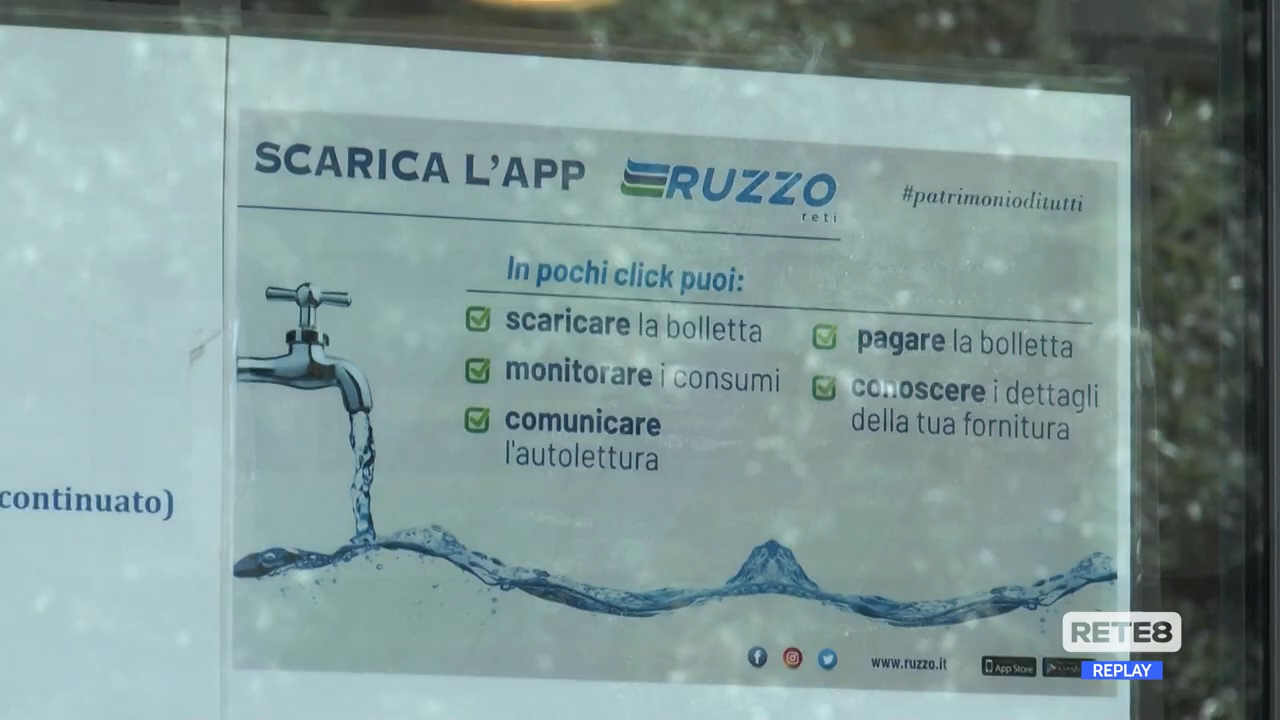 SCARICA L'APP
RUZZO
reti
#patrimonioditutti
In pochi click puoi:
scaricare la bolletta
monitorare i consumi
comunicare
l'autolettura
pagare la bolletta
conoscere i dettagli
della tua fornitura
continuato)
www.ruzzo.it
App Store
RETE8
REPLAY